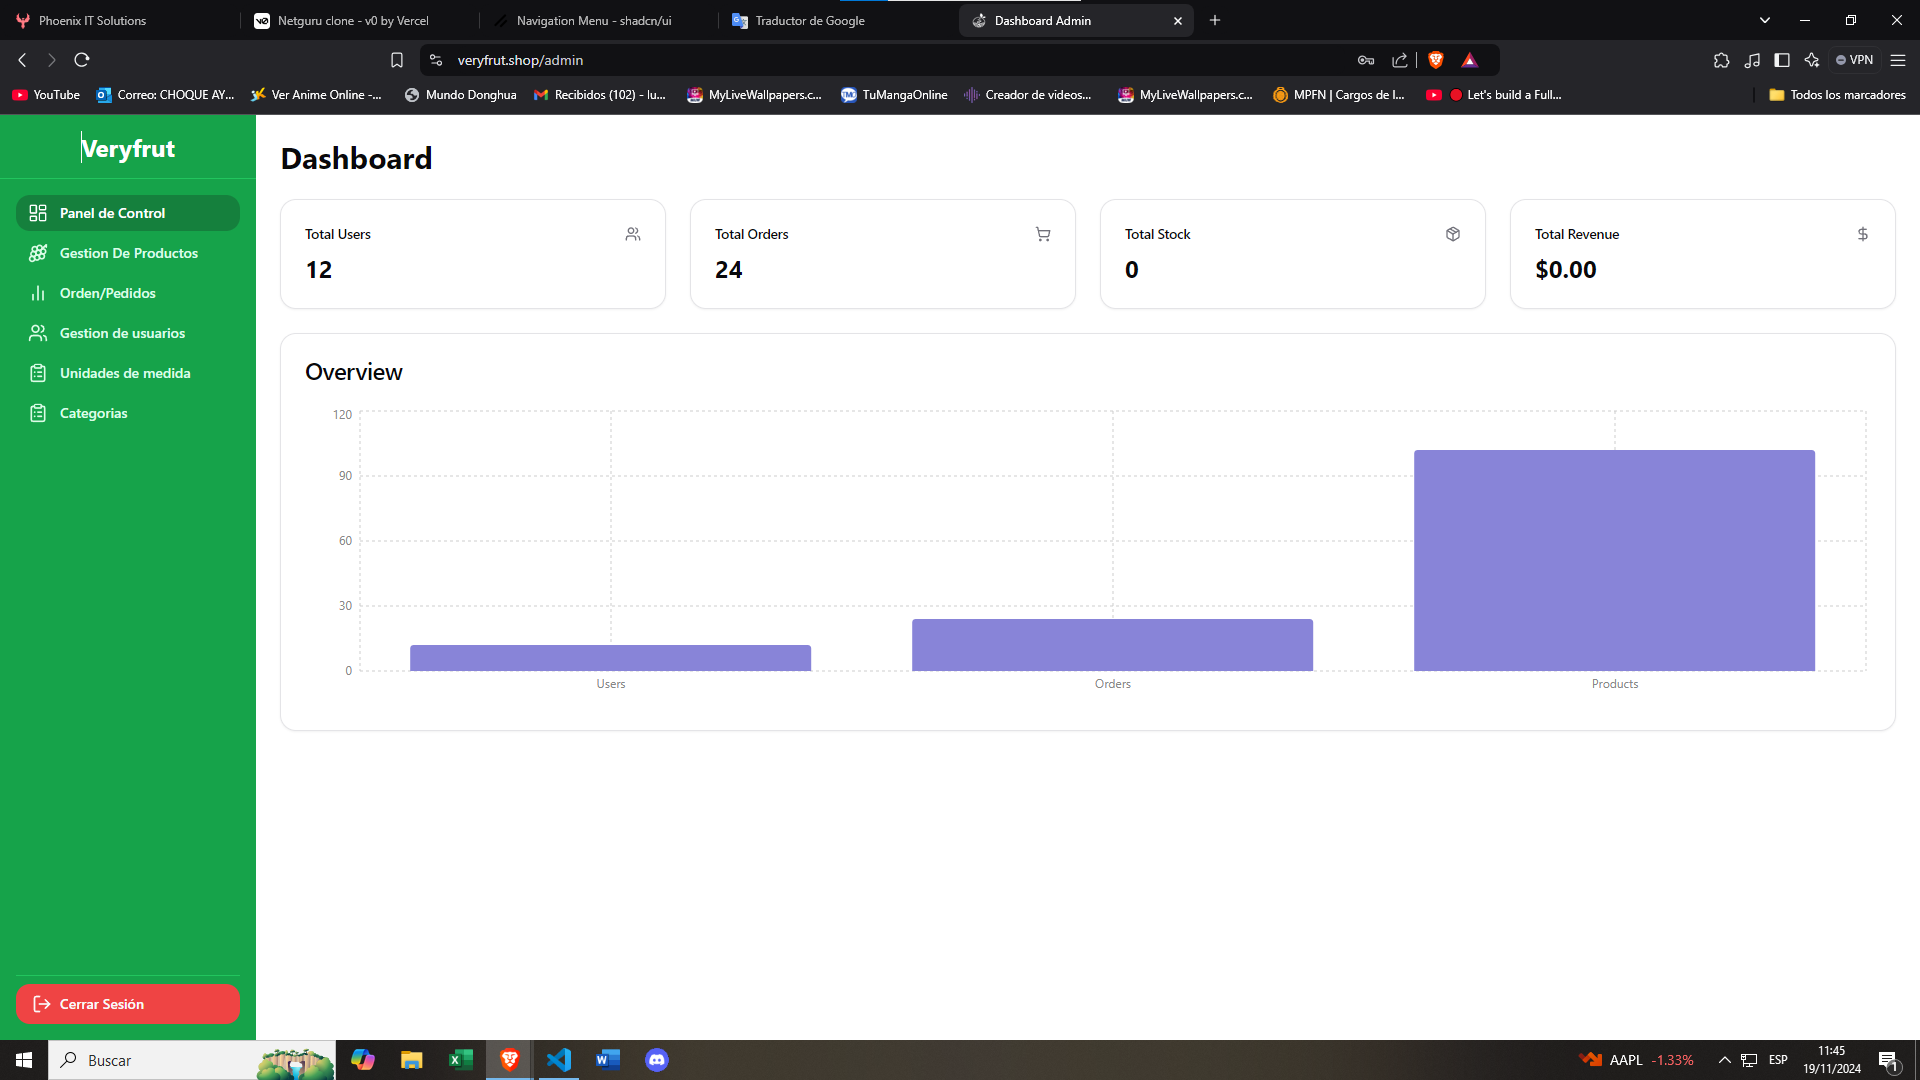 Phoenix IT Solutions
Netguru clone - v0 by Vercel
Navigation Menu - shadcn/ui
Traductor de Google
Dashboard Admin
veryfrut.shop/admin
VPN
YouTube
Correo: CHOQUE AY...
Ver Anime Online -...
Mundo Donghua
Recibidos (102) - lu...
MyLiveWallpapers.c...
TuMangaOnline
Creador de videos...
MyLiveWallpapers.c...
MPFN | Cargos de l...
Let's build a Full...
Todos los marcadores
Veryfrut
Panel de Control
Gestion De Productos
Orden/Pedidos
Gestion de usuarios
Unidades de medida
Categorias
Cerrar Sesión
Dashboard
Total Users
12
Total Orders
24
Total Stock
0
Total Revenue
$0.00
Overview
120
90
60
30
0
Users
Orders
Products
Buscar
AAPL -1.33%
ESP
11:45
19/11/2024
1